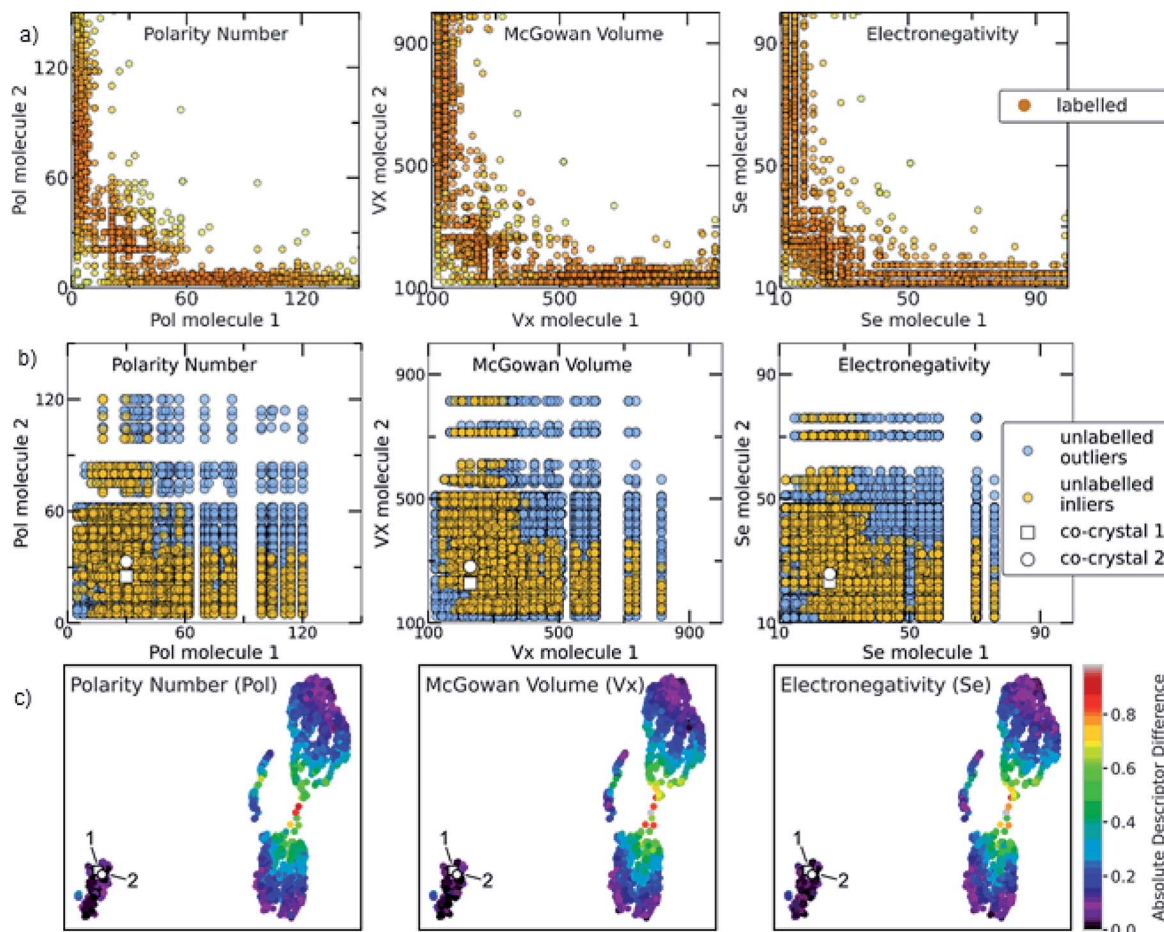 a)
Polarity Number
McGowan Volume
Electronegativity
labelled
Pol molecule 2
120
60
0
0
60
120
Pol molecule 1
VX molecule 2
900
500
100
100
500
900
Vx molecule 1
Se molecule 2
90
50
10
10
50
90
Se molecule 1
b)
Polarity Number
McGowan Volume
Electronegativity
Pol molecule 2
120
60
0
0
60
120
Pol molecule 1
VX molecule 2
900
500
100
100
500
900
Vx molecule 1
Se molecule 2
90
50
10
10
50
90
Se molecule 1
unlabelled
outliers
unlabelled
inliers
co-crystal 1
co-crystal 2
c)
Polarity Number (Pol)
McGowan Volume (Vx)
Electronegativity (Se)
1
2
1
2
1
2
0.8
0.6
0.4
0.2
0.0
Absolute Descriptor Difference